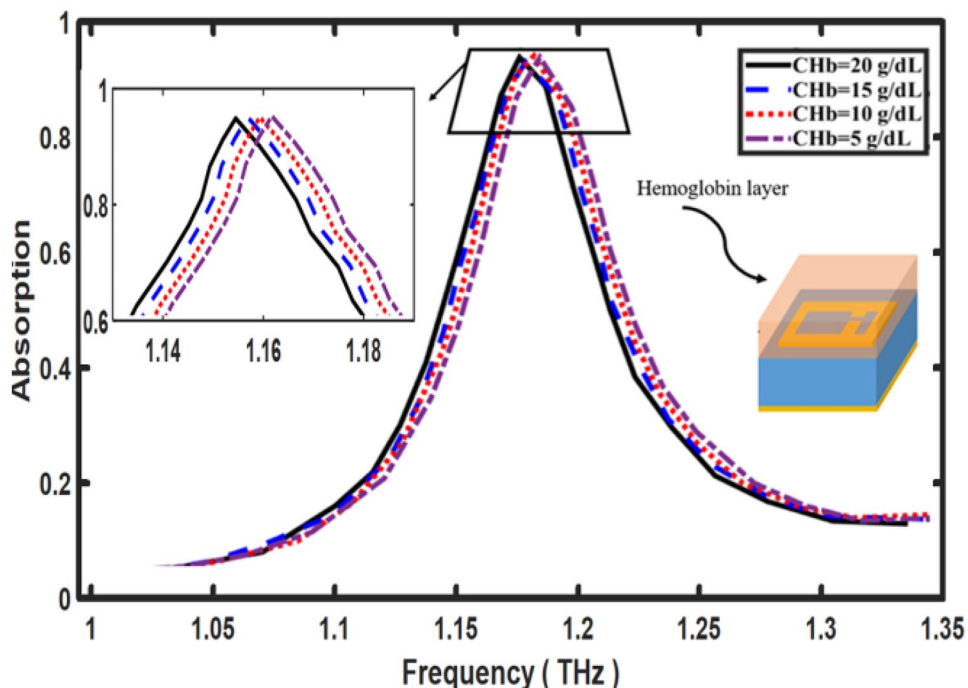 1
0.8
0.6
0.4
0.2
0
Absorption
1
0.8
0.6
1.14 1.16 1.18
CHb=20 g/dL
CHb=15 g/dL
CHb=10 g/dL
CHb=5 g/dL
Hemoglobin layer
1 1.05 1.1 1.15 1.2 1.25 1.3 1.35
Frequency ( THz )